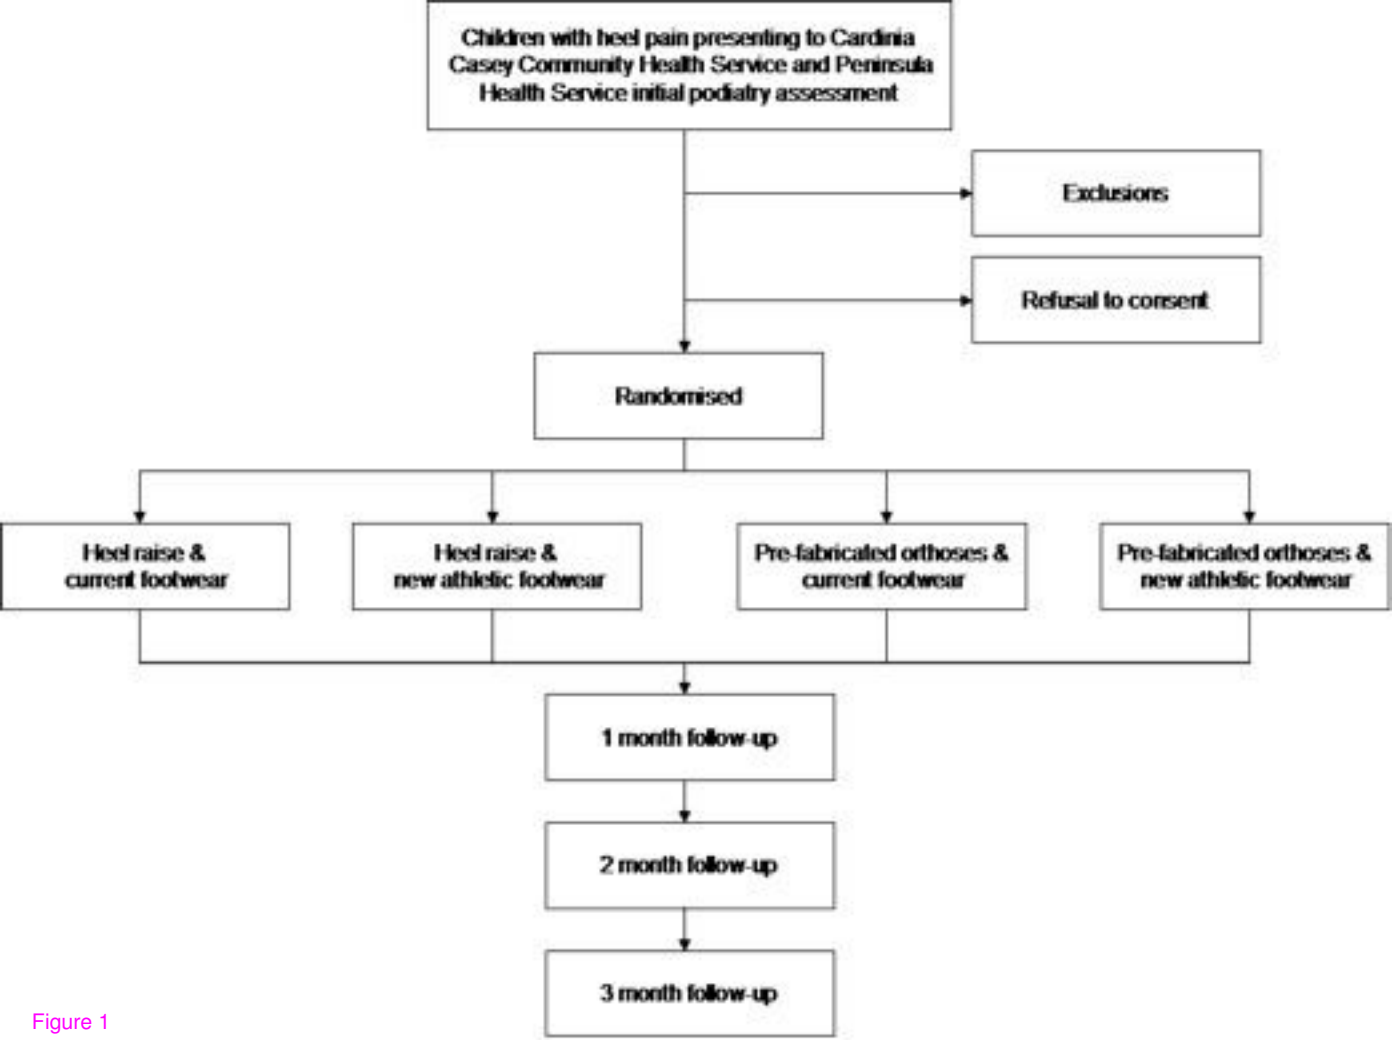 Children with heel pain presenting to Cardinia
Casey Community Health Service and Peninsula
Health Service initial podiatry assessment
Exclusions
Refusal to consent
Randomised
Heel raise &
current footwear
Heel raise &
new athletic footwear
Pre-fabricated orthoses &
current footwear
Pre-fabricated orthoses &
new athletic footwear
1 month follow-up
2 month follow-up
3 month follow-up
Figure 1